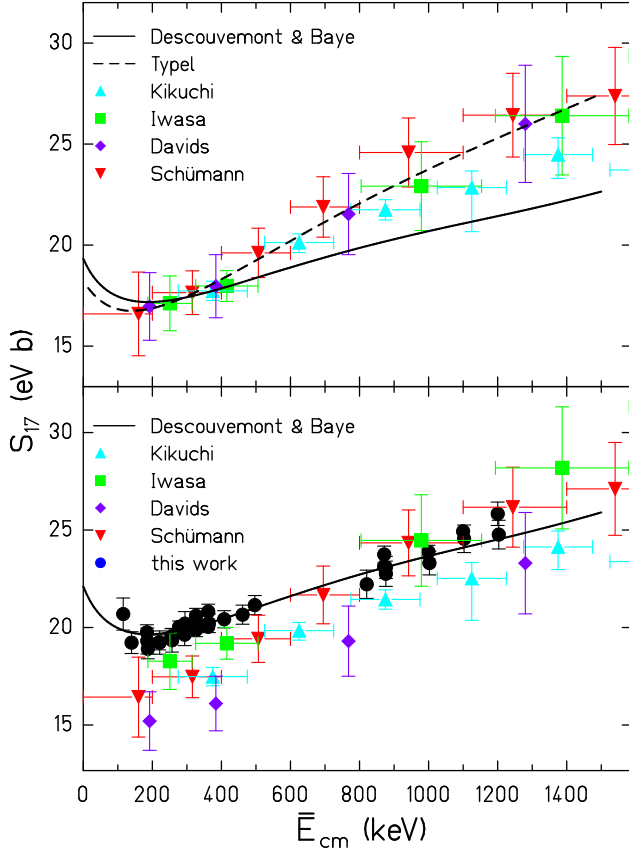 30
25
20
15
Descouvemont & Baye
Typel
Kikuchi
Iwasa
Davids
Schümann
S17 (eV b)
30
25
20
15
Descouvemont & Baye
Kikuchi
Iwasa
Davids
Schümann
this work
0 200 400 600 800 1000 1200 1400
E̅cm (keV)